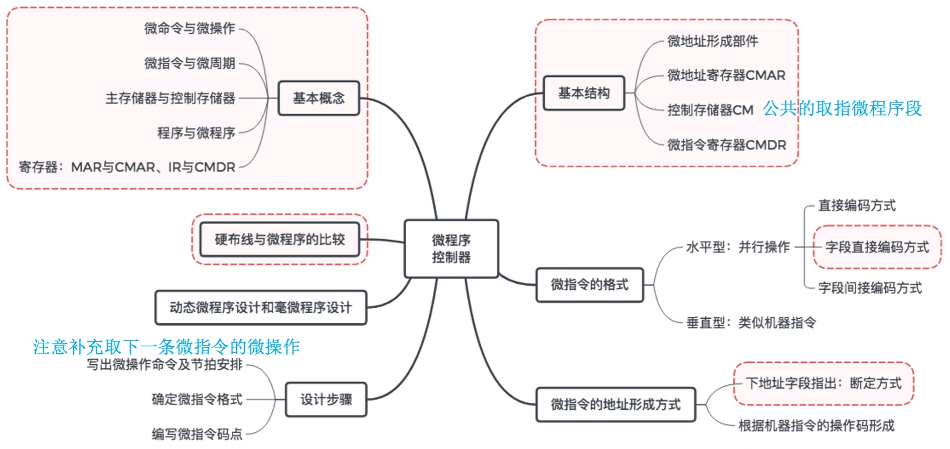 微程序
控制器
基本概念
微命令与微操作
微指令与微周期
主存储器与控制存储器
程序与微程序
寄存器：MAR与CMAR、IR与CMDR
硬布线与微程序的比较
动态微程序设计和毫微程序设计
注意补充取下一条微指令的微操作
设计步骤
写出微操作命令及节拍安排
确定微指令格式
编写微指令码点
基本结构
微地址形成部件
微地址寄存器CMAR
控制存储器CM 公共的取指微程序段
微指令寄存器CMDR
微指令的格式
水平型：并行操作
直接编码方式
字段直接编码方式
字段间接编码方式
垂直型：类似机器指令
微指令的地址形成方式
下地址字段指出：断定方式
根据机器指令的操作码形成